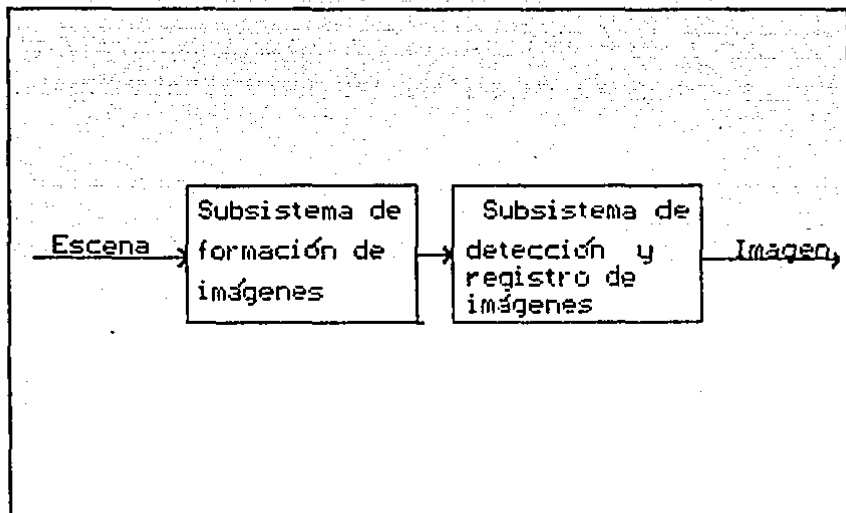 Escena
Subsistema de
formación de
imágenes
Subsistema de
detección y
registro de
imágenes
Imagen